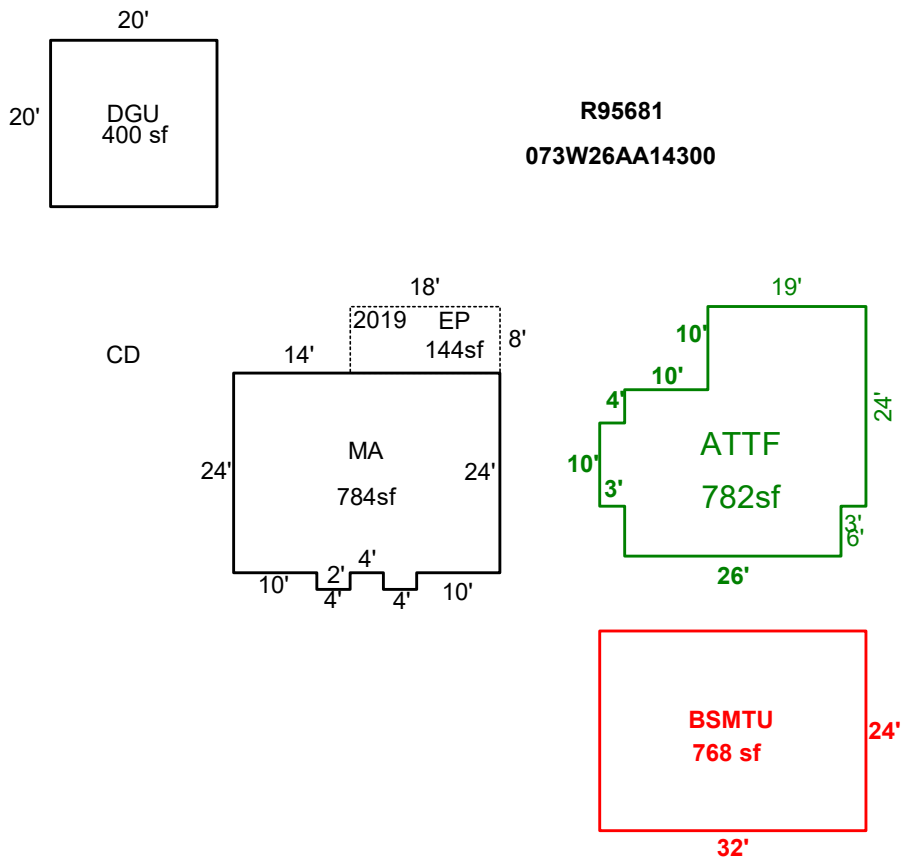 20'
20'
DGU
400 sf
R95681
073W26AA14300
18'
2019 EP
144sf
8'
14'
CD
24'
MA
784sf
24'
10'
2'
4'
4'
4'
10'
19'
10'
10'
4'
10'
3'
24'
ATTF
782sf
3'
6'
26'
BSMTU
768 sf
24'
32'